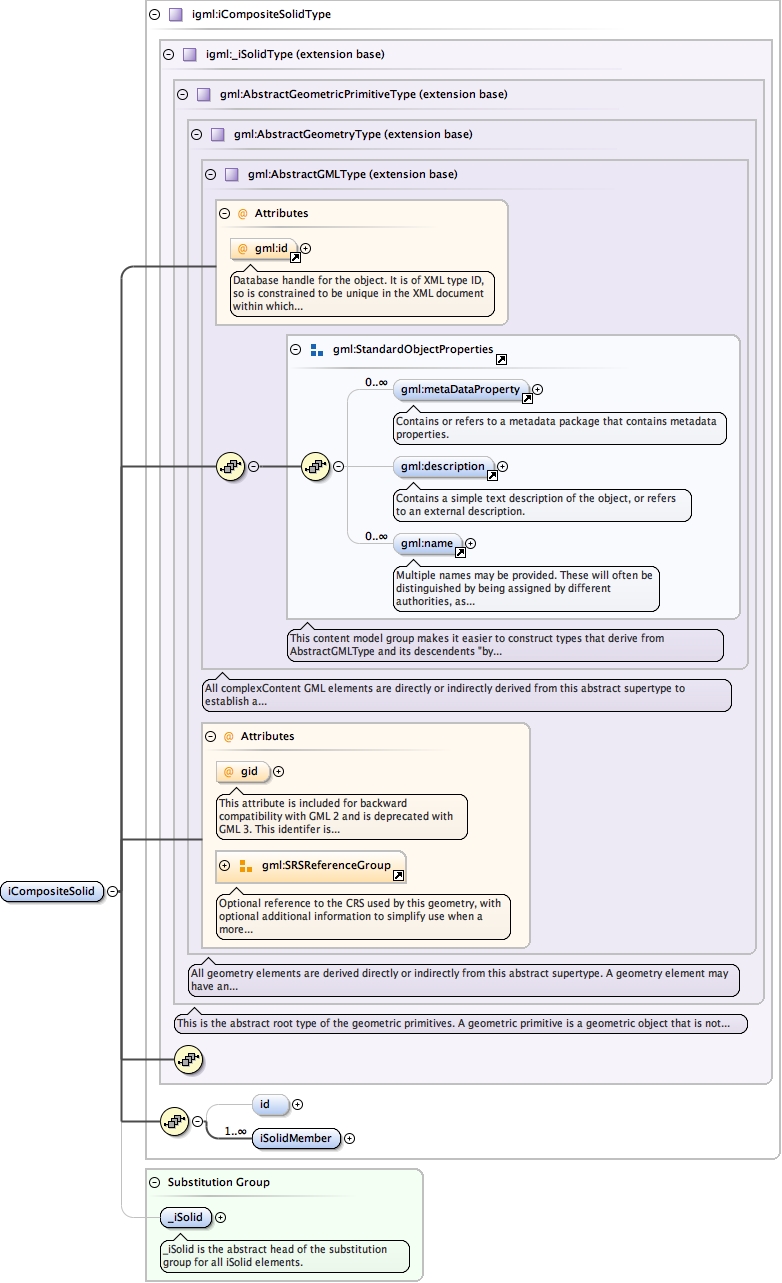 igml:iCompositeSolidType
igml:_iSolidType (extension base)
gml:AbstractGeometricPrimitiveType (extension base)
gml:AbstractGeometryType (extension base)
gml:AbstractGMLType (extension base)
@ Attributes
@ gml:id
Database handle for the object. It is of XML type ID,
so is constrained to be unique in the XML document
within which...
gml:StandardObjectProperties
0..∞
gml:metaDataProperty
Contains or refers to a metadata package that contains metadata
properties.
gml:description
Contains a simple text description of the object, or refers
to an external description.
0..∞
gml:name
Multiple names may be provided. These will often be
distinguished by being assigned by different
authorities, as...
This content model group makes it easier to construct types that derive from
AbstractGMLType and its descendents "by...
All complexContent GML elements are directly or indirectly derived from this abstract supertype to
establish a...
@ Attributes
@ gid
This attribute is included for backward
compatibility with GML 2 and is deprecated with
GML 3. This identifer is...
gml:SRSReferenceGroup
iCompositeSolid
Optional reference to the CRS used by this geometry, with
optional additional information to simplify use when a
more...
All geometry elements are derived directly or indirectly from this abstract supertype. A geometry element may
have an...
This is the abstract root type of the geometric primitives. A geometric primitive is a geometric object that is not...
id
1..∞
iSolidMember
Substitution Group
_iSolid
_iSolid is the abstract head of the substitution
group for all iSolid elements.